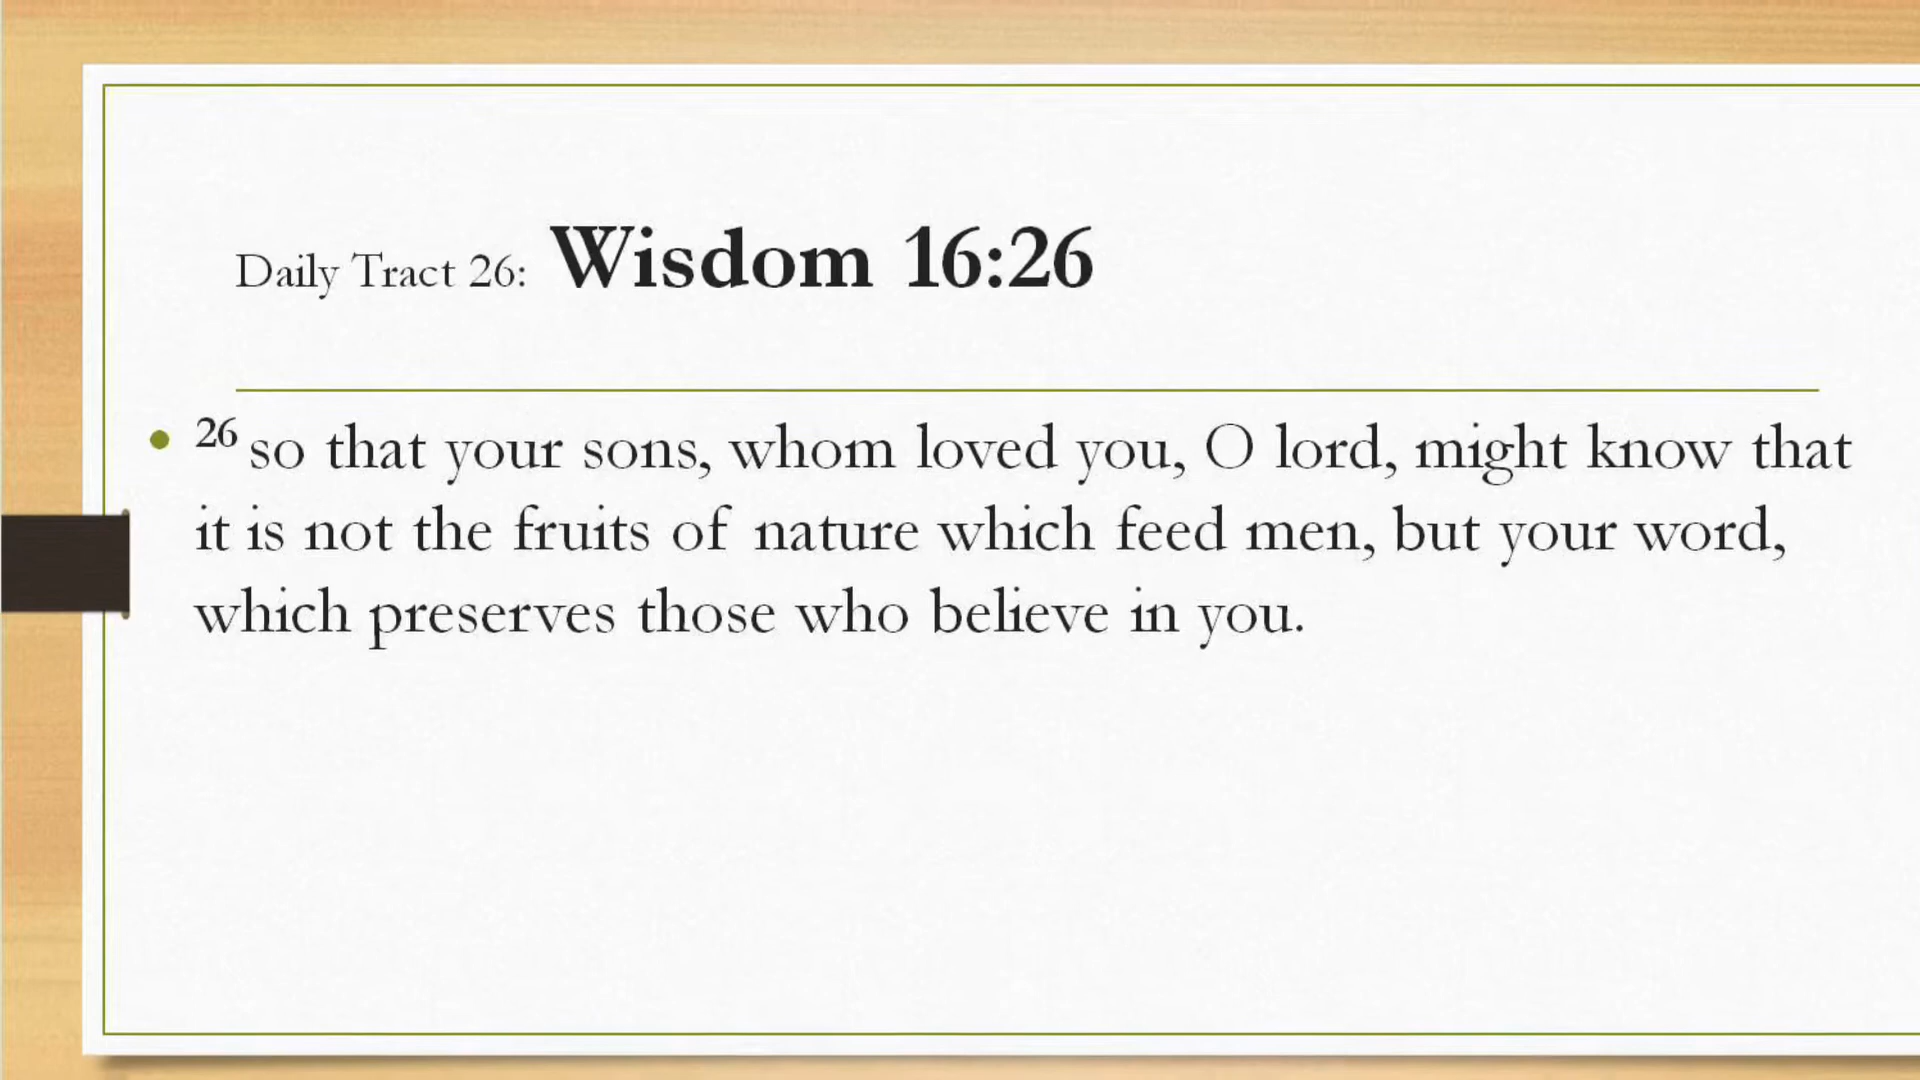 Daily Tract 26: Wisdom 16:26
26 so that your sons, whom loved you, O lord, might know that
it is not the fruits of nature which feed men, but your word,
which preserves those who believe in you.